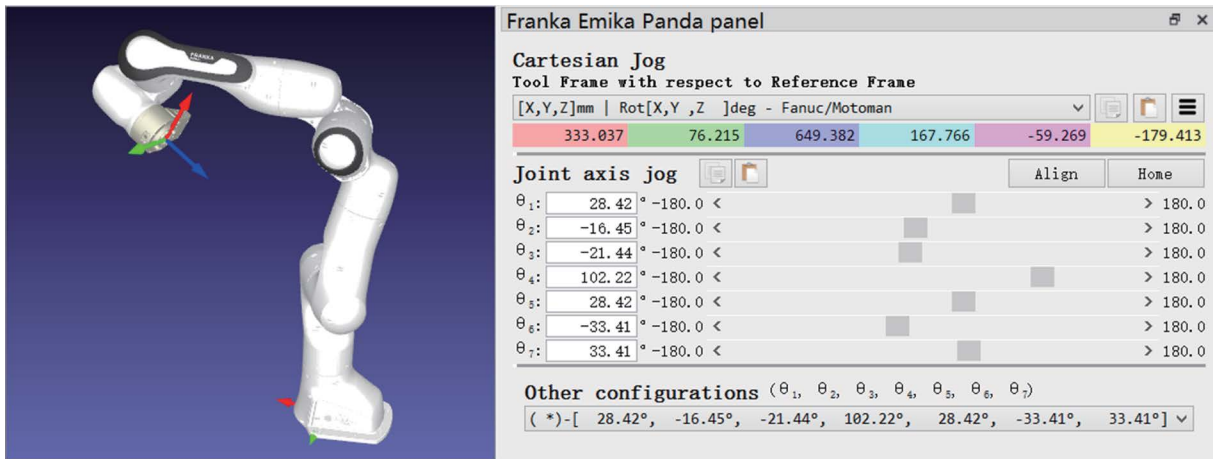 FRANKA
Franka Emika Panda panel
Cartesian Jog
Tool Frame with respect to Reference Frame
[X,Y,Z]mm | Rot[X,Y ,Z ]deg - Fanuc/Motoman
333.037 76.215 649.382 167.766 -59.269 -179.413
Joint axis jog Align Home
θ₁: 28.42 ° -180.0 < > 180.0
θ₂: -16.45 ° -180.0 < > 180.0
θ₃: -21.44 ° -180.0 < > 180.0
θ₄: 102.22 ° -180.0 < > 180.0
θ₅: 28.42 ° -180.0 < > 180.0
θ₆: -33.41 ° -180.0 < > 180.0
θ₇: 33.41 ° -180.0 < > 180.0
Other configurations (θ₁, θ₂, θ₃, θ₄, θ₅, θ₆, θ₇)
( *)-[ 28.42°, -16.45°, -21.44°, 102.22°, 28.42°, -33.41°, 33.41°]